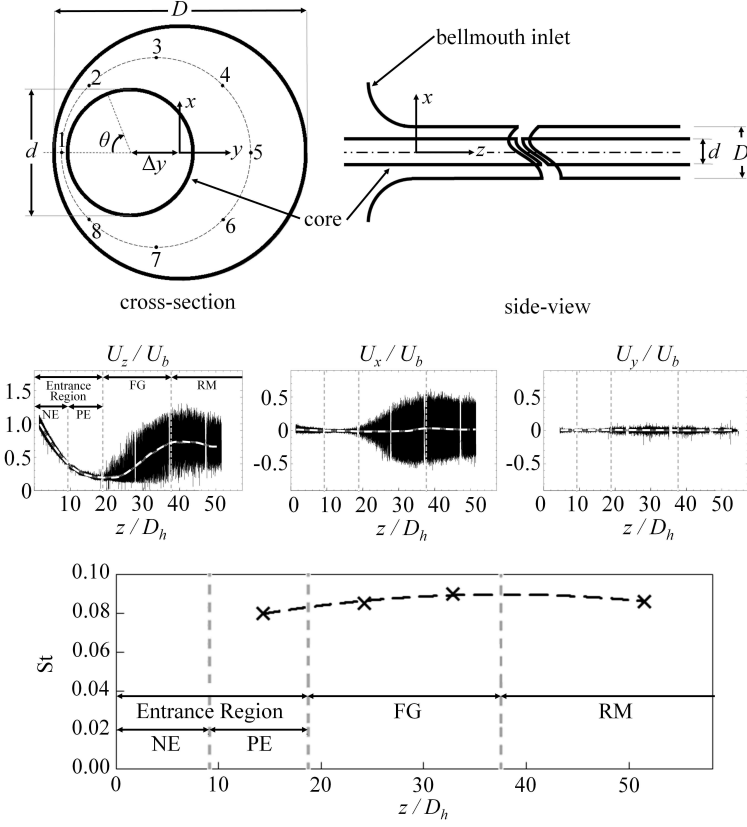 D
bellmouth inlet
3
2
4
x
x
1
θ
5
d
Δy
y
z
d
D
8
6
core
7
cross-section
side-view
U_z / U_b
U_x / U_b
U_y / U_b
1.5
1.0
0.5
0
Entrance
Region
FG
RM
NE
PE
0.5
0
-0.5
0.5
0
-0.5
0 10 20 30 40 50
0 10 20 30 40 50
0 10 20 30 40 50
z / D_h
z / D_h
z / D_h
0.10
0.08
0.06
0.04
0.02
0.00
St
Entrance Region
FG
RM
NE
PE
0 10 20 30 40 50
z / D_h